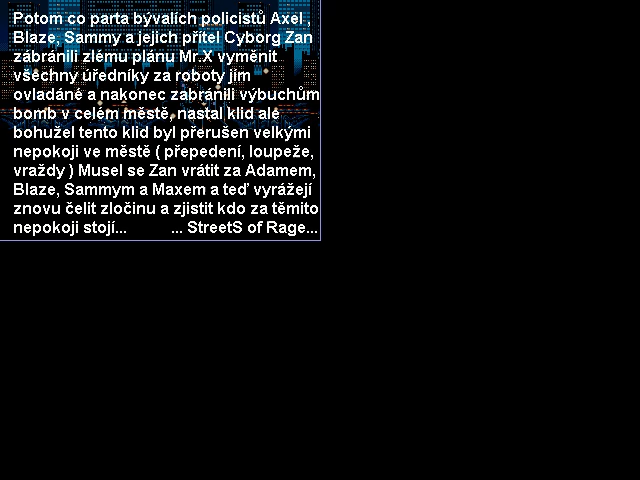 Potom co parta bývalích policistů Axel ,
Blaze, Sammy a jejich přítel Cyborg Zan
zábránili zlému plánu Mr.X vyměnit
všechny úředníky za roboty jím
ovladáné a nakonec zabránili výbuchům
bomb v celém městě, nastal klid ale
bohužel tento klid byl přerušen velkými
nepokoji ve městě ( přepedení, loupeže,
vraždy ) Musel se Zan vrátit za Adamem,
Blaze, Sammym a Maxem a teď vyrážejí
znovu čelit zločinu a zjistit kdo za těmito
nepokoji stojí... ... StreetS of Rage...